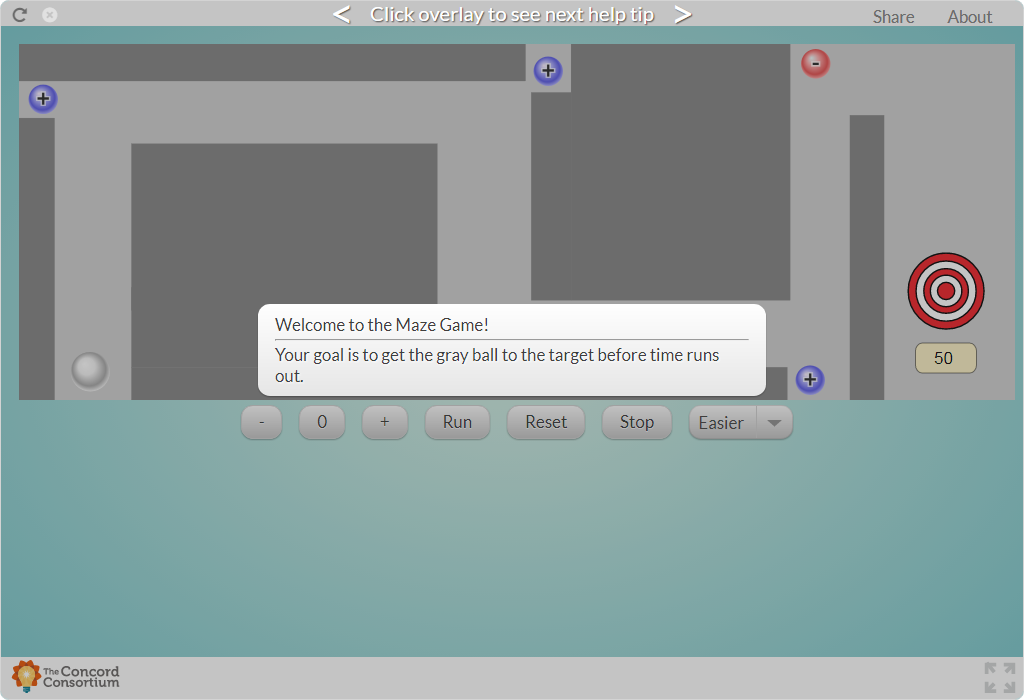 < Click overlay to see next help tip >
Share About
+
+
-
Welcome to the Maze Game!
Your goal is to get the gray ball to the target before time runs
out.
50
+
- 0 + Run Reset Stop Easier
The Concord
Consortium